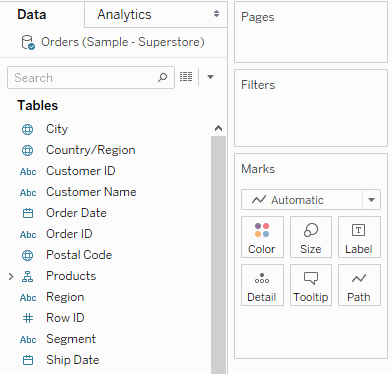 Data
Analytics
Orders (Sample - Superstore)
Search
Tables
City
Country/Region
Abc Customer ID
Abc Customer Name
Order Date
Abc Order ID
Postal Code
Products
Abc Region
# Row ID
Abc Segment
Ship Date
Pages
Filters
Marks
Automatic
Color
Size
T
Label
Detail
Tooltip
Path